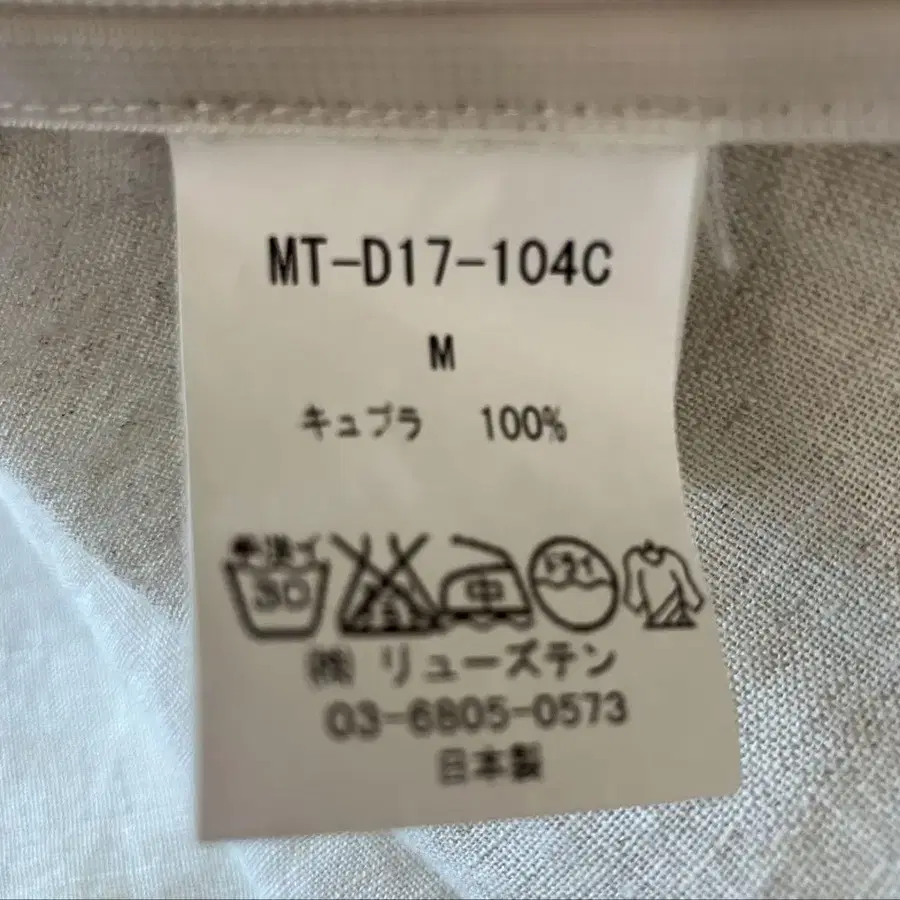 MT-D17-104C
M
キュプラ 100%
手洗イ
30
中
ドライ
㈱ リューズテン
03-6805-0573
日本製